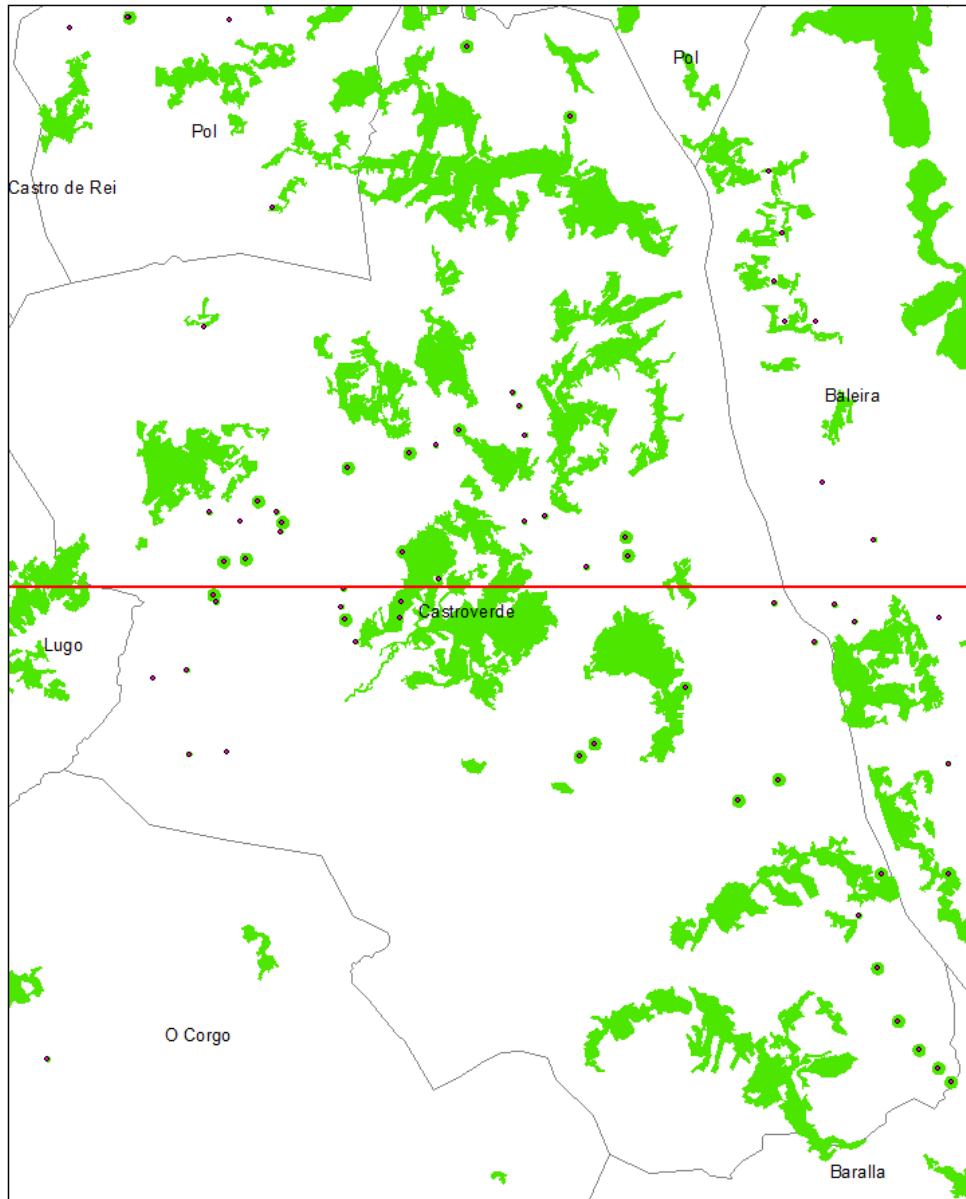 Pol
Pol
Castro de Rei
Baleira
Castroverde
Lugo
O Corgo
Baralla